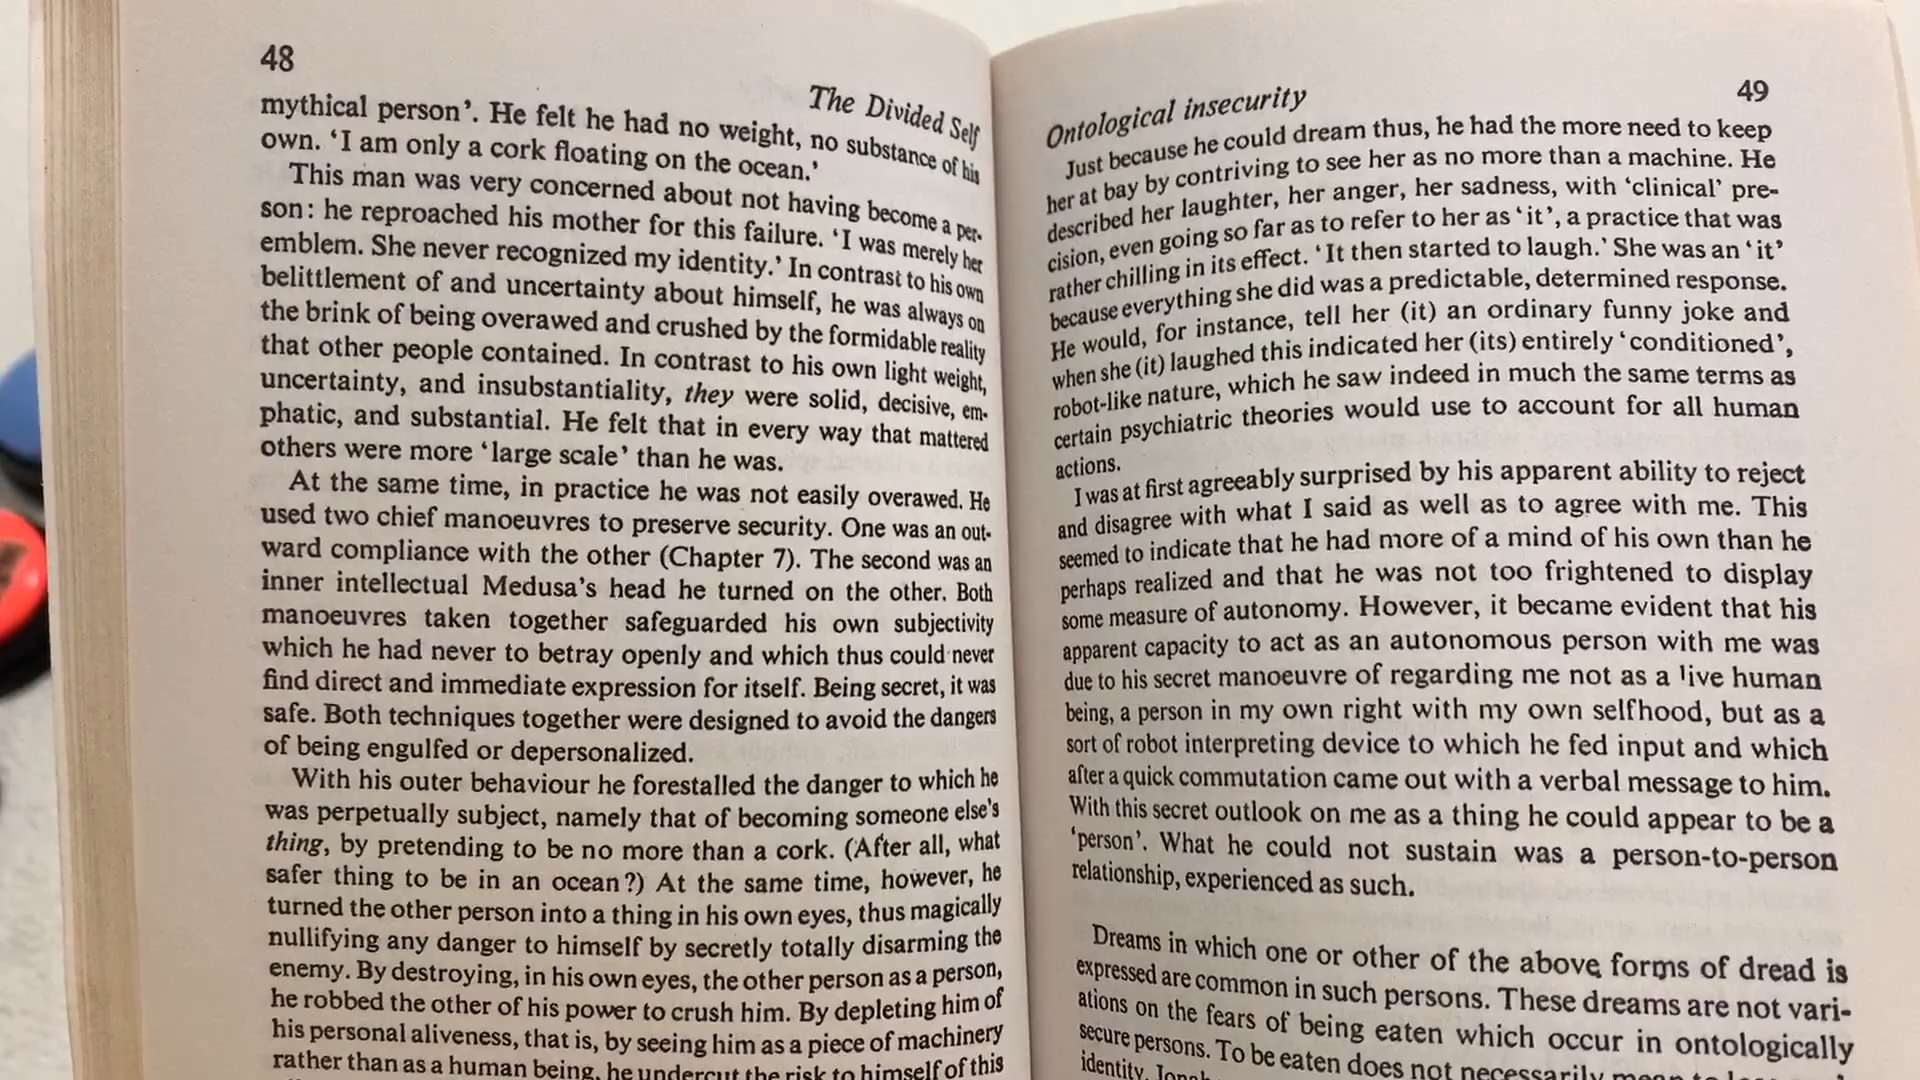 48
The Divided Self
mythical person’. He felt he had no weight, no substance of his
own. ‘I am only a cork floating on the ocean.’
This man was very concerned about not having become a per-
son: he reproached his mother for this failure. ‘I was merely her
emblem. She never recognized my identity.’ In contrast to his own
belittlement of and uncertainty about himself, he was always on
the brink of being overawed and crushed by the formidable reality
that other people contained. In contrast to his own light weight,
uncertainty, and insubstantiality, they were solid, decisive, em-
phatic, and substantial. He felt that in every way that mattered
others were more ‘large scale’ than he was.
At the same time, in practice he was not easily overawed. He
used two chief manoeuvres to preserve security. One was an out-
ward compliance with the other (Chapter 7). The second was an
inner intellectual Medusa’s head he turned on the other. Both
manoeuvres taken together safeguarded his own subjectivity
which he had never to betray openly and which thus could never
find direct and immediate expression for itself. Being secret, it was
safe. Both techniques together were designed to avoid the dangers
of being engulfed or depersonalized.
With his outer behaviour he forestalled the danger to which he
was perpetually subject, namely that of becoming someone else’s
thing, by pretending to be no more than a cork. (After all, what
safer thing to be in an ocean?) At the same time, however, he
turned the other person into a thing in his own eyes, thus magically
nullifying any danger to himself by secretly totally disarming the
enemy. By destroying, in his own eyes, the other person as a person,
he robbed the other of his power to crush him. By depleting him of
his personal aliveness, that is, by seeing him as a piece of machinery
rather than as a human being, he undercut the risk to himself of this
Ontological insecurity
49
Just because he could dream thus, he had the more need to keep
her at bay by contriving to see her as no more than a machine. He
described her laughter, her anger, her sadness, with ‘clinical’ pre-
cision, even going so far as to refer to her as ‘it’, a practice that was
rather chilling in its effect. ‘It then started to laugh.’ She was an ‘it’
because everything she did was a predictable, determined response.
He would, for instance, tell her (it) an ordinary funny joke and
when she (it) laughed this indicated her (its) entirely ‘conditioned’,
robot-like nature, which he saw indeed in much the same terms as
certain psychiatric theories would use to account for all human
actions.
I was at first agreeably surprised by his apparent ability to reject
and disagree with what I said as well as to agree with me. This
seemed to indicate that he had more of a mind of his own than he
perhaps realized and that he was not too frightened to display
some measure of autonomy. However, it became evident that his
apparent capacity to act as an autonomous person with me was
due to his secret manoeuvre of regarding me not as a live human
being, a person in my own right with my own selfhood, but as a
sort of robot interpreting device to which he fed input and which
after a quick commutation came out with a verbal message to him.
With this secret outlook on me as a thing he could appear to be a
‘person’. What he could not sustain was a person-to-person
relationship, experienced as such.
Dreams in which one or other of the above forms of dread is
expressed are common in such persons. These dreams are not vari-
ations on the fears of being eaten which occur in ontologically
secure persons. To be eaten does not necessarily mean to
identity.